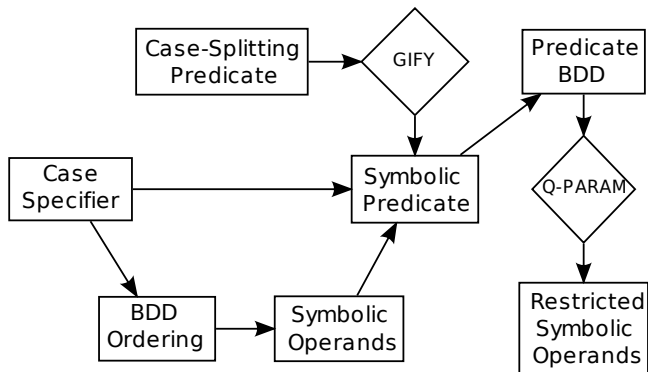 Case-Splitting
Predicate
GIFY
Predicate
BDD
Case
Specifier
Symbolic
Predicate
Q-PARAM
BDD
Ordering
Symbolic
Operands
Restricted
Symbolic
Operands